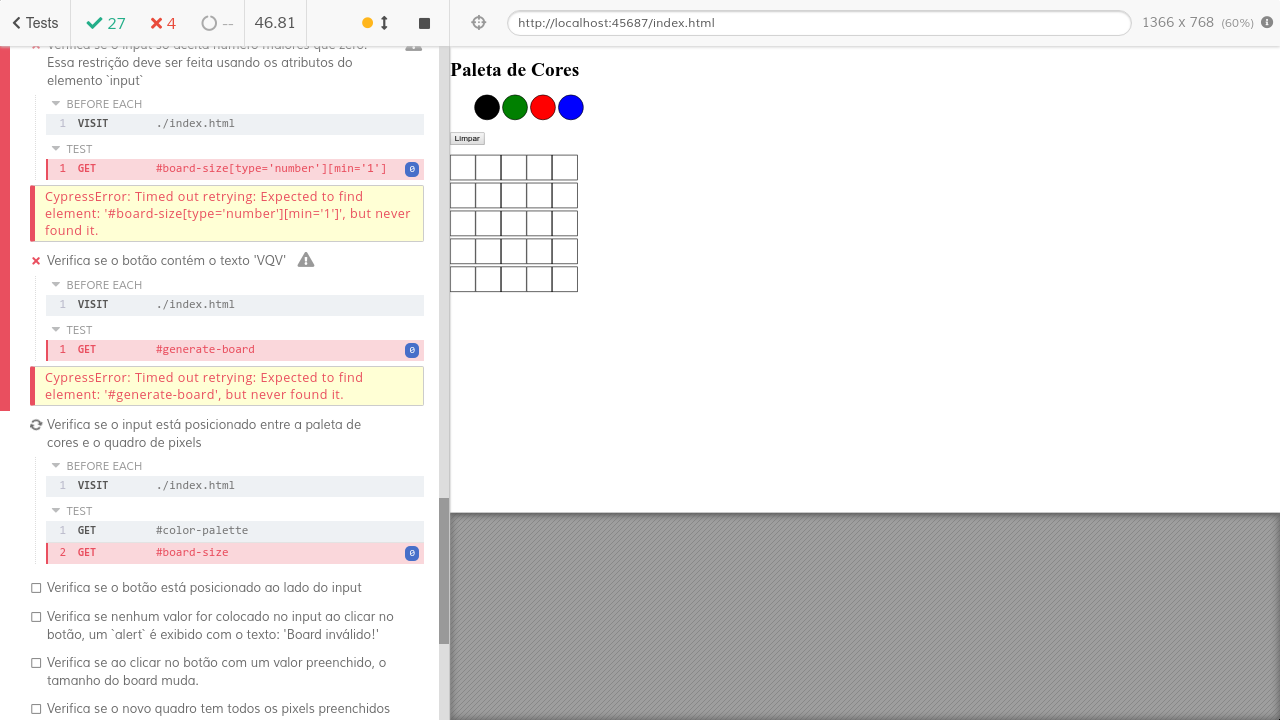 Tests
27
4
--
46.81
http://localhost:45687/index.html
1366 x 768 (60%)
Verifica se o input só aceita número maiores que zero.
Essa restrição deve ser feita usando os atributos do
elemento `input`
BEFORE EACH
1 VISIT ./index.html
TEST
1 GET #board-size[type='number'][min='1'] 0
CypressError: Timed out retrying: Expected to find
element: '#board-size[type='number'][min='1']', but never
found it.
Verifica se o botão contém o texto 'VQV'
BEFORE EACH
1 VISIT ./index.html
TEST
1 GET #generate-board 0
CypressError: Timed out retrying: Expected to find
element: '#generate-board', but never found it.
Verifica se o input está posicionado entre a paleta de
cores e o quadro de pixels
BEFORE EACH
1 VISIT ./index.html
TEST
1 GET #color-palette
2 GET #board-size 0
Verifica se o botão está posicionado ao lado do input
Verifica se nenhum valor for colocado no input ao clicar no
botão, um `alert` é exibido com o texto: 'Board inválido!'
Verifica se ao clicar no botão com um valor preenchido, o
tamanho do board muda.
Verifica se o novo quadro tem todos os pixels preenchidos
Paleta de Cores
Limpar